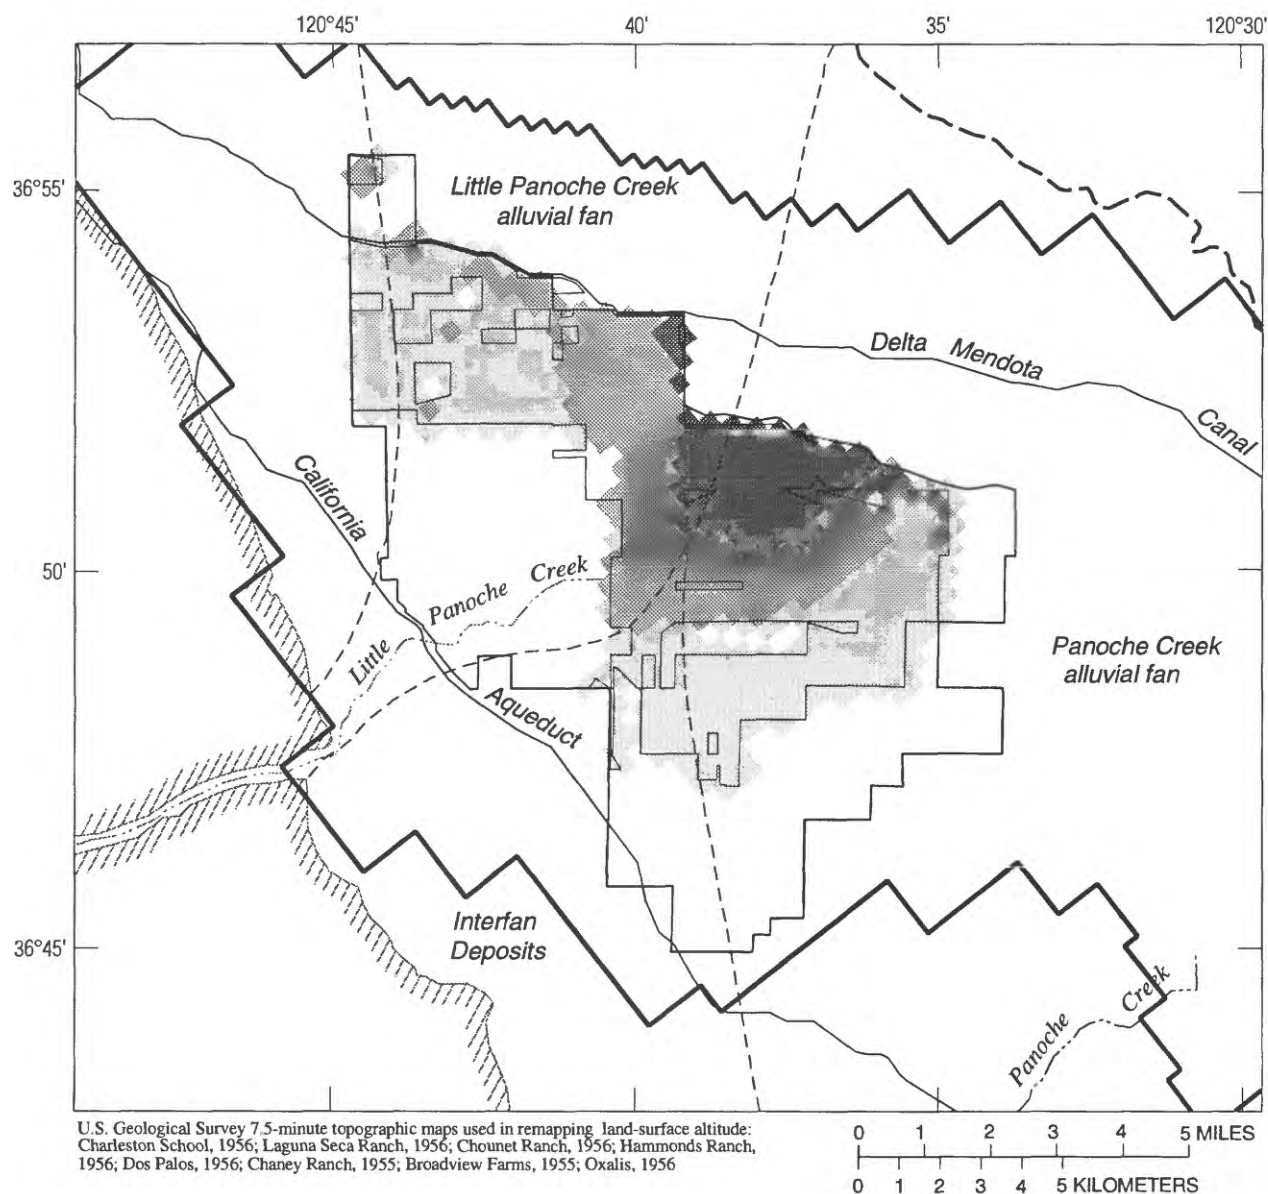 120°45'
40'
35'
120°30'
36°55'
Little Panoche Creek
alluvial fan
Delta Mendota
Canal
California
50'
Little Panoche Creek
Panoche Creek
alluvial fan
Aqueduct
Interfan
Deposits
36°45'
Panoche Creek
U.S. Geological Survey 7.5-minute topographic maps used in remapping land-surface altitude:
Charleston School, 1956; Laguna Seca Ranch, 1956; Chounet Ranch, 1956; Hammonds Ranch,
1956; Dos Palos, 1956; Chaney Ranch, 1955; Broadview Farms, 1955; Oxalis, 1956
0 1 2 3 4 5 MILES
0 1 2 3 4 5 KILOMETERS